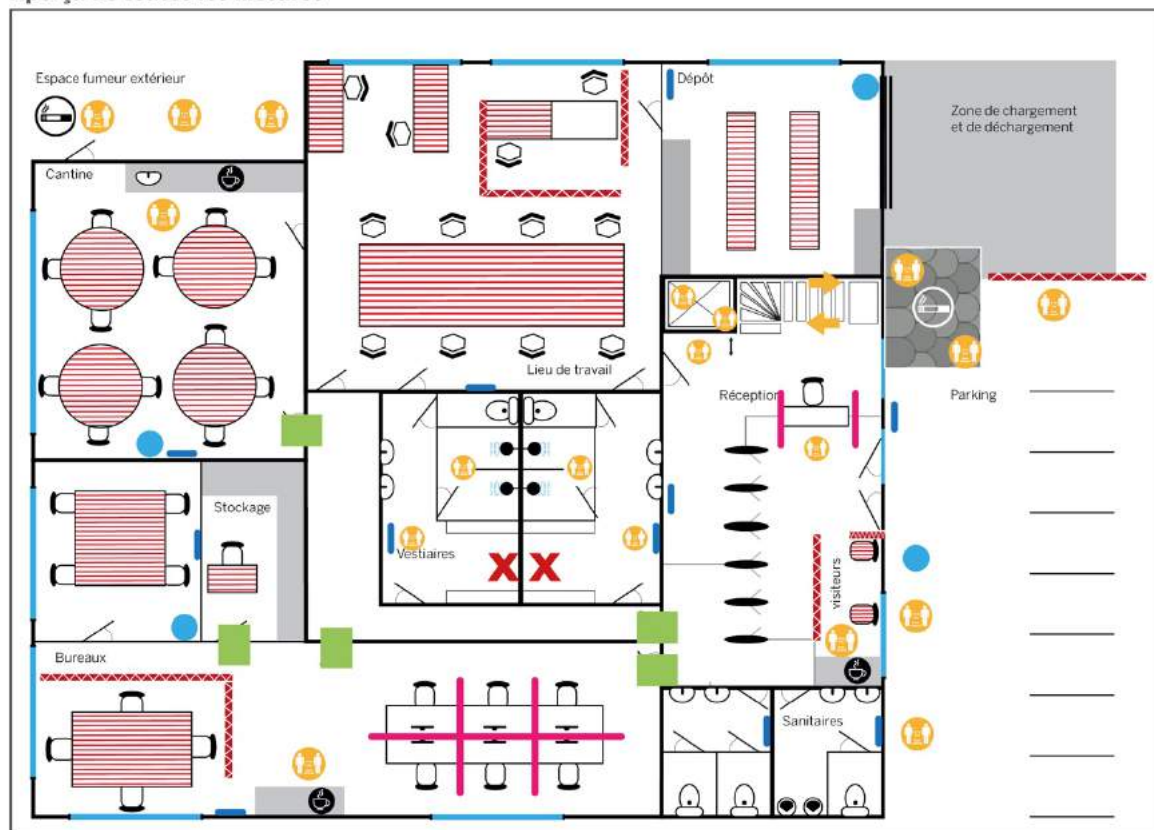 Espace fumeur extérieur
Dépôt
Zone de chargement
et de déchargement
Cantine
Lieu de travail
Réception
Parking
Stockage
Vestiaires
visiteurs
Bureaux
Sanitaires